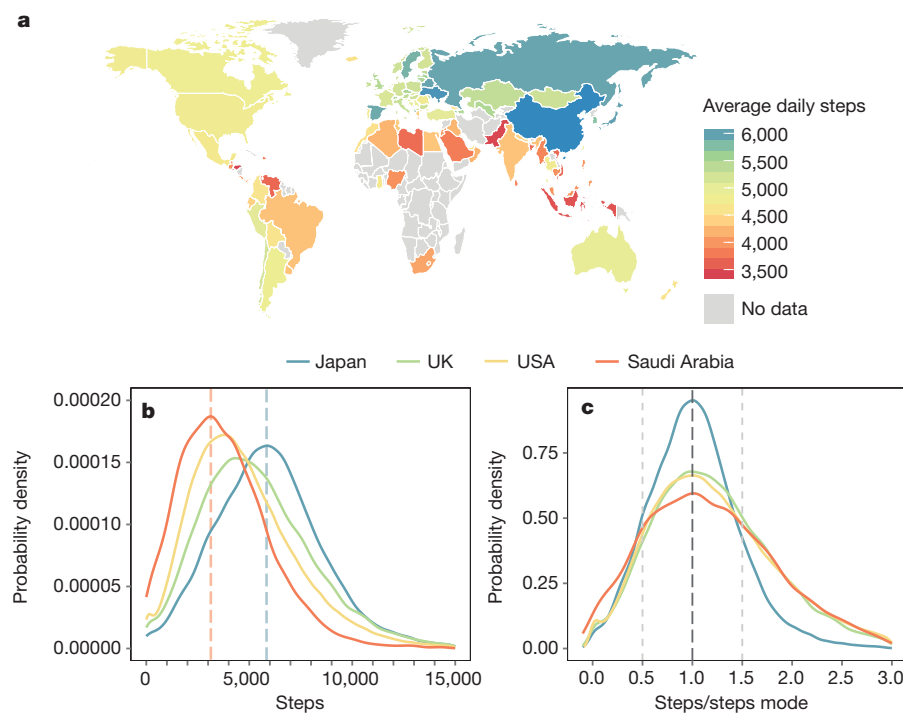 a
Average daily steps
6,000
5,500
5,000
4,500
4,000
3,500
No data
Japan
UK
USA
Saudi Arabia
b
0.00020
0.00015
0.00010
0.00005
0.00000
Probability density
0
5,000
10,000
15,000
Steps
c
0.75
0.50
0.25
0.00
Probability density
0.0
0.5
1.0
1.5
2.0
2.5
3.0
Steps/steps mode